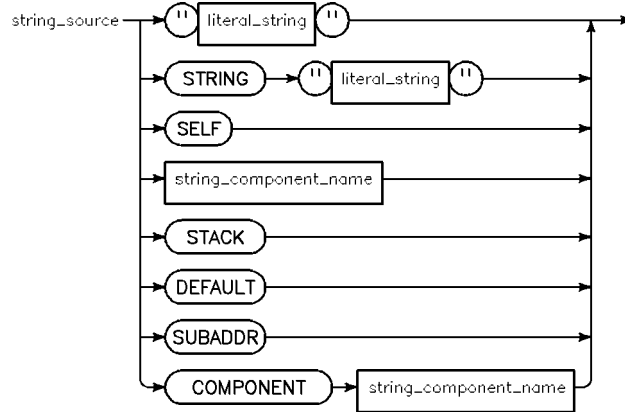 string_source " literal_string "
STRING " literal_string "
SELF
string_component_name
STACK
DEFAULT
SUBADDR
COMPONENT string_component_name